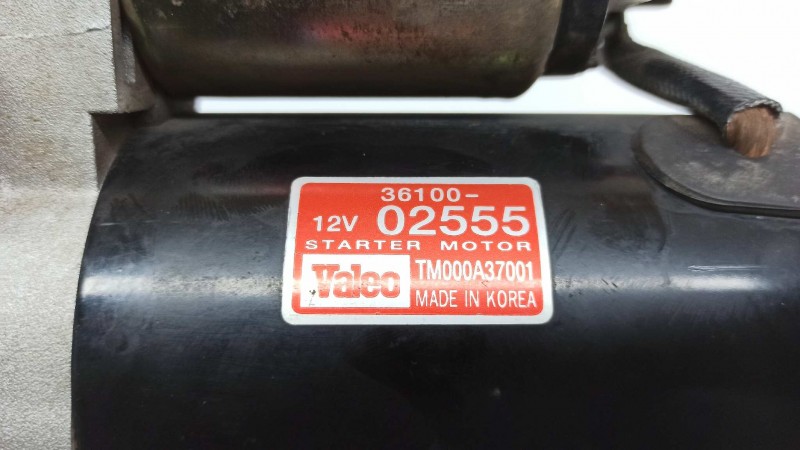 36100-
12V 02555
STARTER MOTOR
Valeo TM000A37001
MADE IN KOREA